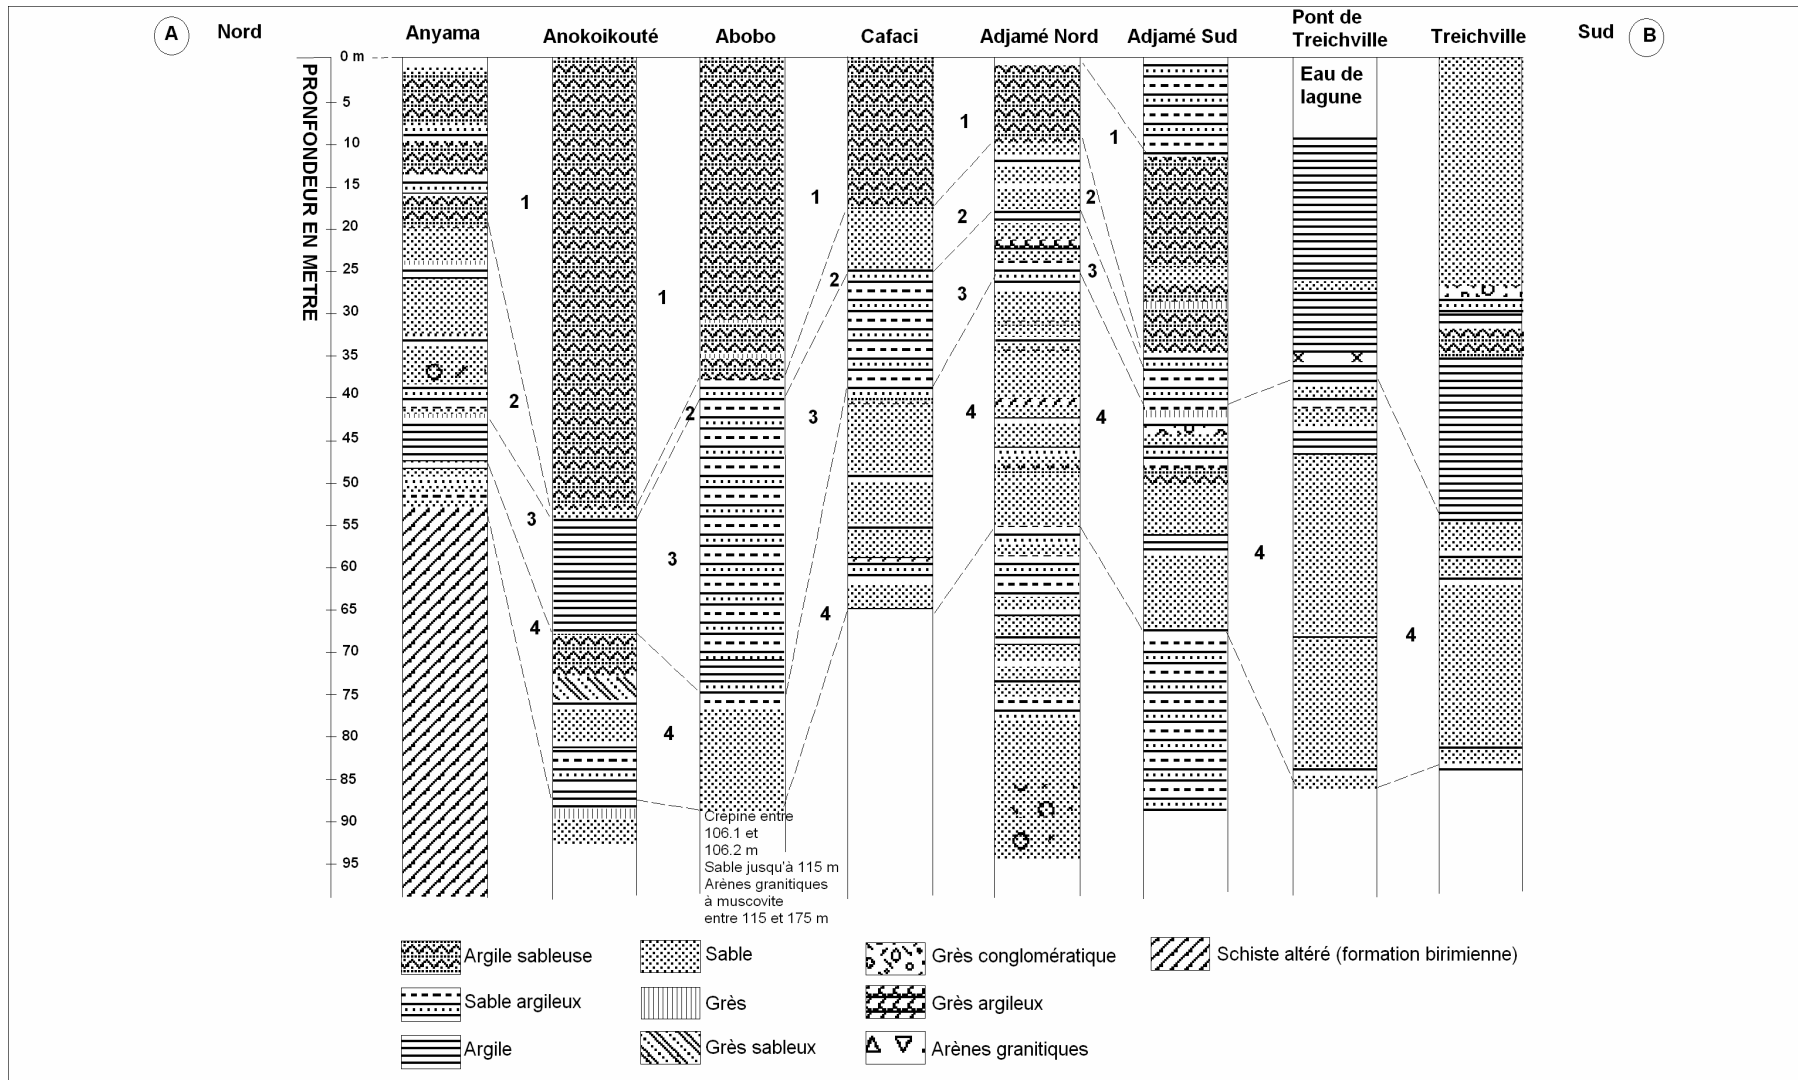 A Nord Anyama Anokoikouté Abobo Cafaci Adjamé Nord Adjamé Sud Pont de Treichville Treichville Sud B
PRONFONDEUR EN METRE
0 m
5
10
15
20
25
30
35
40
45
50
55
60
65
70
75
80
85
90
95
Eau de
lagune
1
2
3
4
1
3
4
1
2
2
3
4
1
2
3
4
1
2
3
4
4
4
Crépine entre
106.1 et
106.2 m
Sable jusqu'à 115 m
Arènes granitiques
à muscovite
entre 115 et 175 m
Argile sableuse
Sable
Grès conglomératique
Schiste altéré (formation birimienne)
Sable argileux
Grès
Grès argileux
Argile
Grès sableux
Arènes granitiques